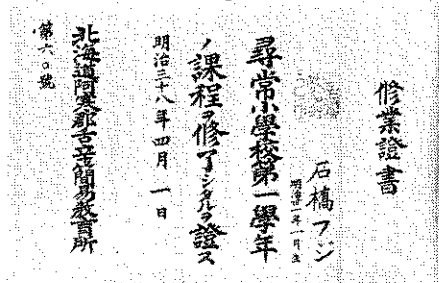 修業證書
石橋フジ
明治三一年一月生
尋常小學校第一學年
ノ課程ヲ修了シタルヲ證ス
明治三十八年四月一日
北海道阿寒郡舌辛簡易教育所
第六〇號